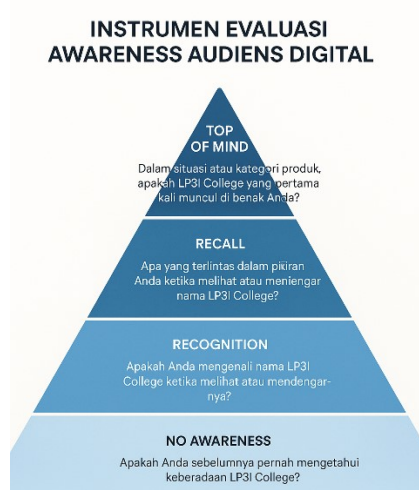 INSTRUMEN EVALUASI
AWARENESS AUDIENS DIGITAL
TOP
OF MIND
Dalam situasi atau kategori produk,
apakah LP3I College yang pertama
kali muncul di benak Anda?
RECALL
Apa yang terlintas dalam pikiran
Anda ketika melihat atau meniengar
nama LP3I College?
RECOGNITION
Apakah Anda mengenali nama LP3I
College ketika melihat atau mendengar-
nya?
NO AWARENESS
Apakah Anda sebelumnya pernah mengetahui
keberadaan LP3I College?